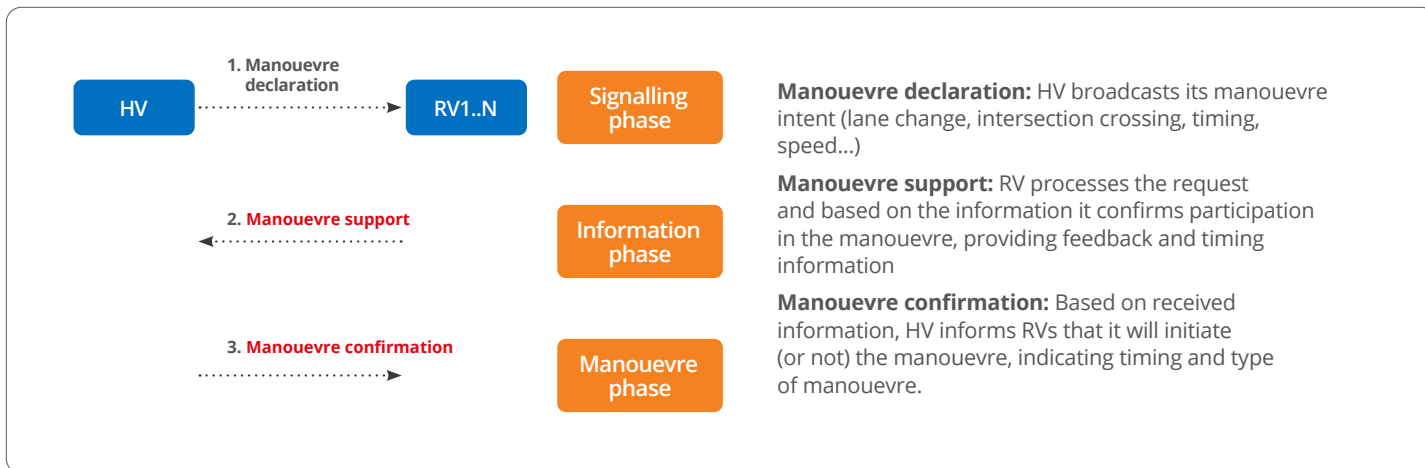 1. Manouevre
declaration
HV
RV1..N
Signalling
phase
2. Manouevre support
Information
phase
3. Manouevre confirmation
Manouevre
phase
Manouevre declaration: HV broadcasts its manouevre
intent (lane change, intersection crossing, timing,
speed...)
Manouevre support: RV processes the request
and based on the information it confirms participation
in the manouevre, providing feedback and timing
information
Manouevre confirmation: Based on received
information, HV informs RVs that it will initiate
(or not) the manouevre, indicating timing and type
of manouevre.